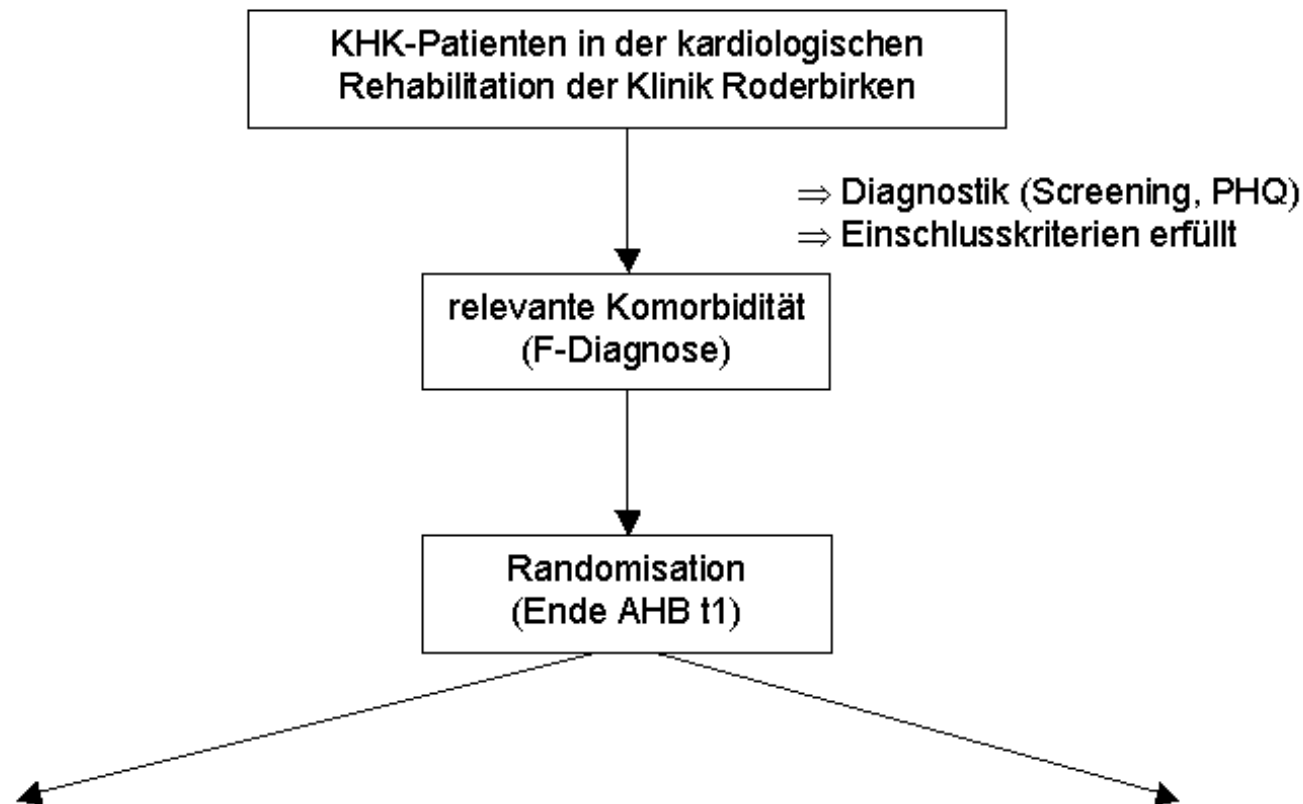 KHK-Patienten in der kardiologischen
Rehabilitation der Klinik Roderbirken
⇒ Diagnostik (Screening, PHQ)
⇒ Einschlusskriterien erfüllt
relevante Komorbidität
(F-Diagnose)
Randomisation
(Ende AHB t1)